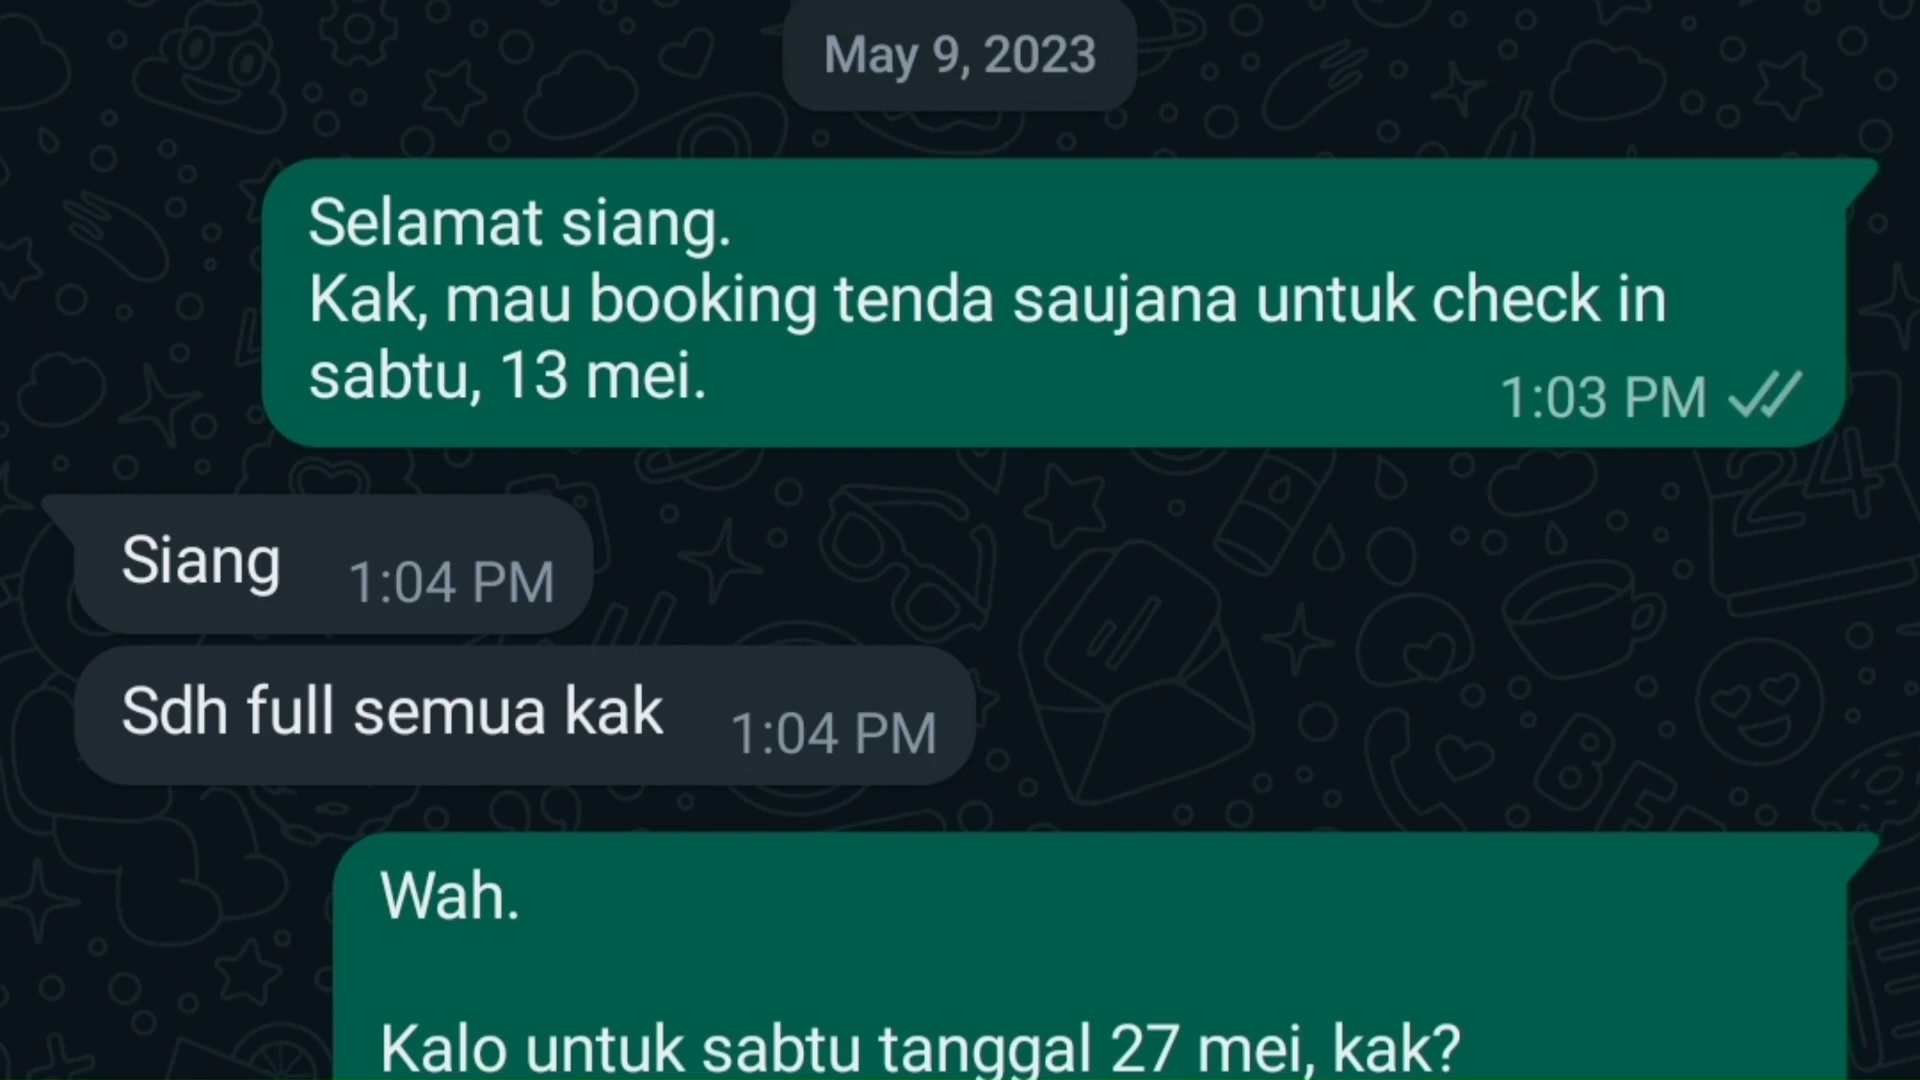 May 9, 2023
Selamat siang.
Kak, mau booking tenda saujana untuk check in
sabtu, 13 mei.
1:03 PM
Siang
1:04 PM
Sdh full semua kak
1:04 PM
Wah.
Kalo untuk sabtu tanggal 27 mei, kak?